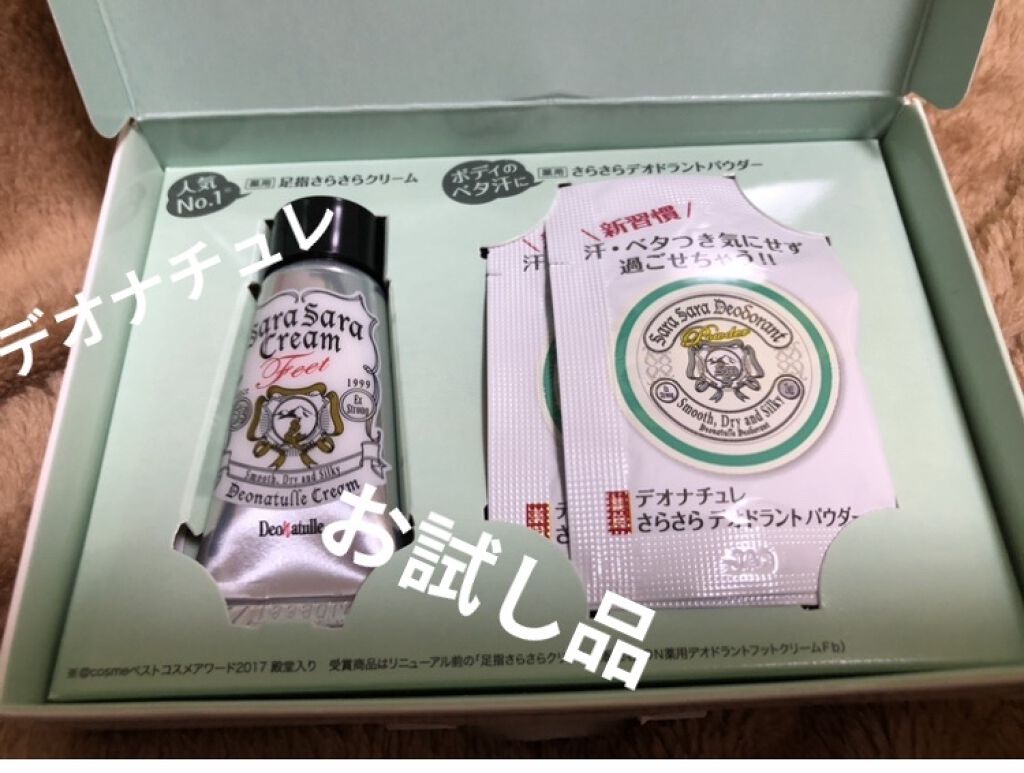 人気
No.1※
薬用 足指さらさらクリーム
ボディの
ベタ汗に
薬用 さらさらデオドラントパウダー
デオナチュレ
Sara Sara
Cream
Feet
1999
Ex
Strong
Smooth, Dry and Silky
Deonatulle Cream
Deonatulle
汗
新習慣
汗・ベタつき気にせず
過ごせちゃう!!
Sara Sara Deodorant
Powder
Smooth, Dry and Silky
Deonatulle Deodorant
デオナチュレ
さらさら デオドラント パウダー
お試し品
※@cosmeベストコスメアワード2017 殿堂入り 受賞商品はリニューアル前の「足指さらさらク
N薬用デオドラントフットクリームFb）